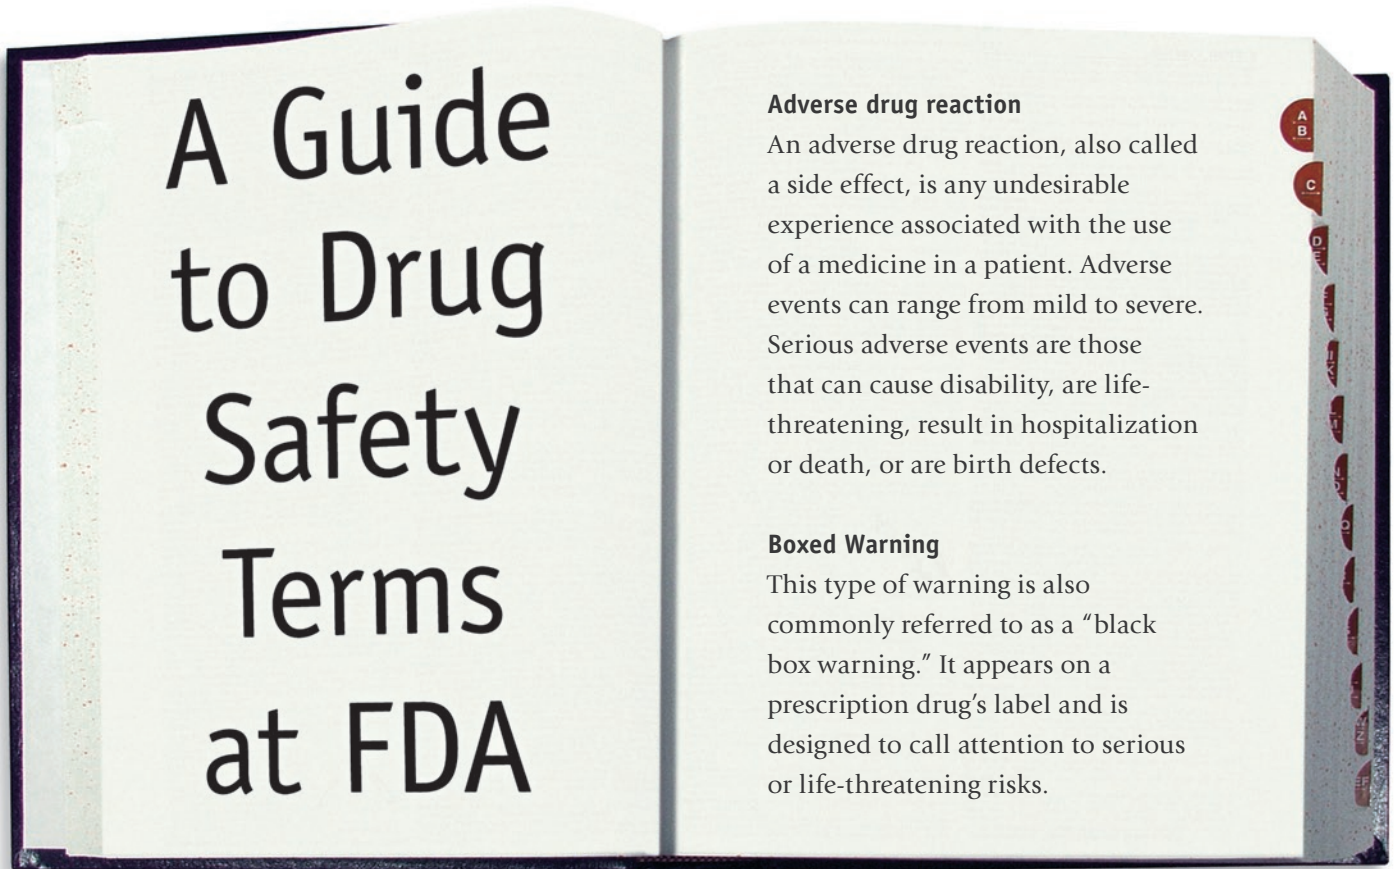 A Guide
to Drug
Safety
Terms
at FDA
Adverse drug reaction
An adverse drug reaction, also called
a side effect, is any undesirable
experience associated with the use
of a medicine in a patient. Adverse
events can range from mild to severe.
Serious adverse events are those
that can cause disability, are life-
threatening, result in hospitalization
or death, or are birth defects.
Boxed Warning
This type of warning is also
commonly referred to as a “black
box warning.” It appears on a
prescription drug’s label and is
designed to call attention to serious
or life-threatening risks.
A
B
C
D
E